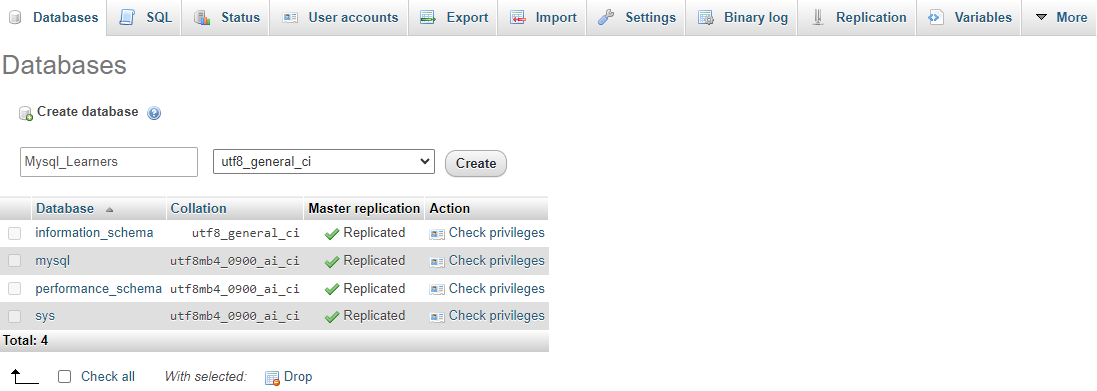 Databases SQL Status User accounts Export Import Settings Binary log Replication Variables More
Databases
Create database
Mysql_Learners utf8_general_ci Create
Database Collation Master replication Action
information_schema utf8_general_ci Replicated Check privileges
mysql utf8mb4_0900_ai_ci Replicated Check privileges
performance_schema utf8mb4_0900_ai_ci Replicated Check privileges
sys utf8mb4_0900_ai_ci Replicated Check privileges
Total: 4
Check all With selected: Drop